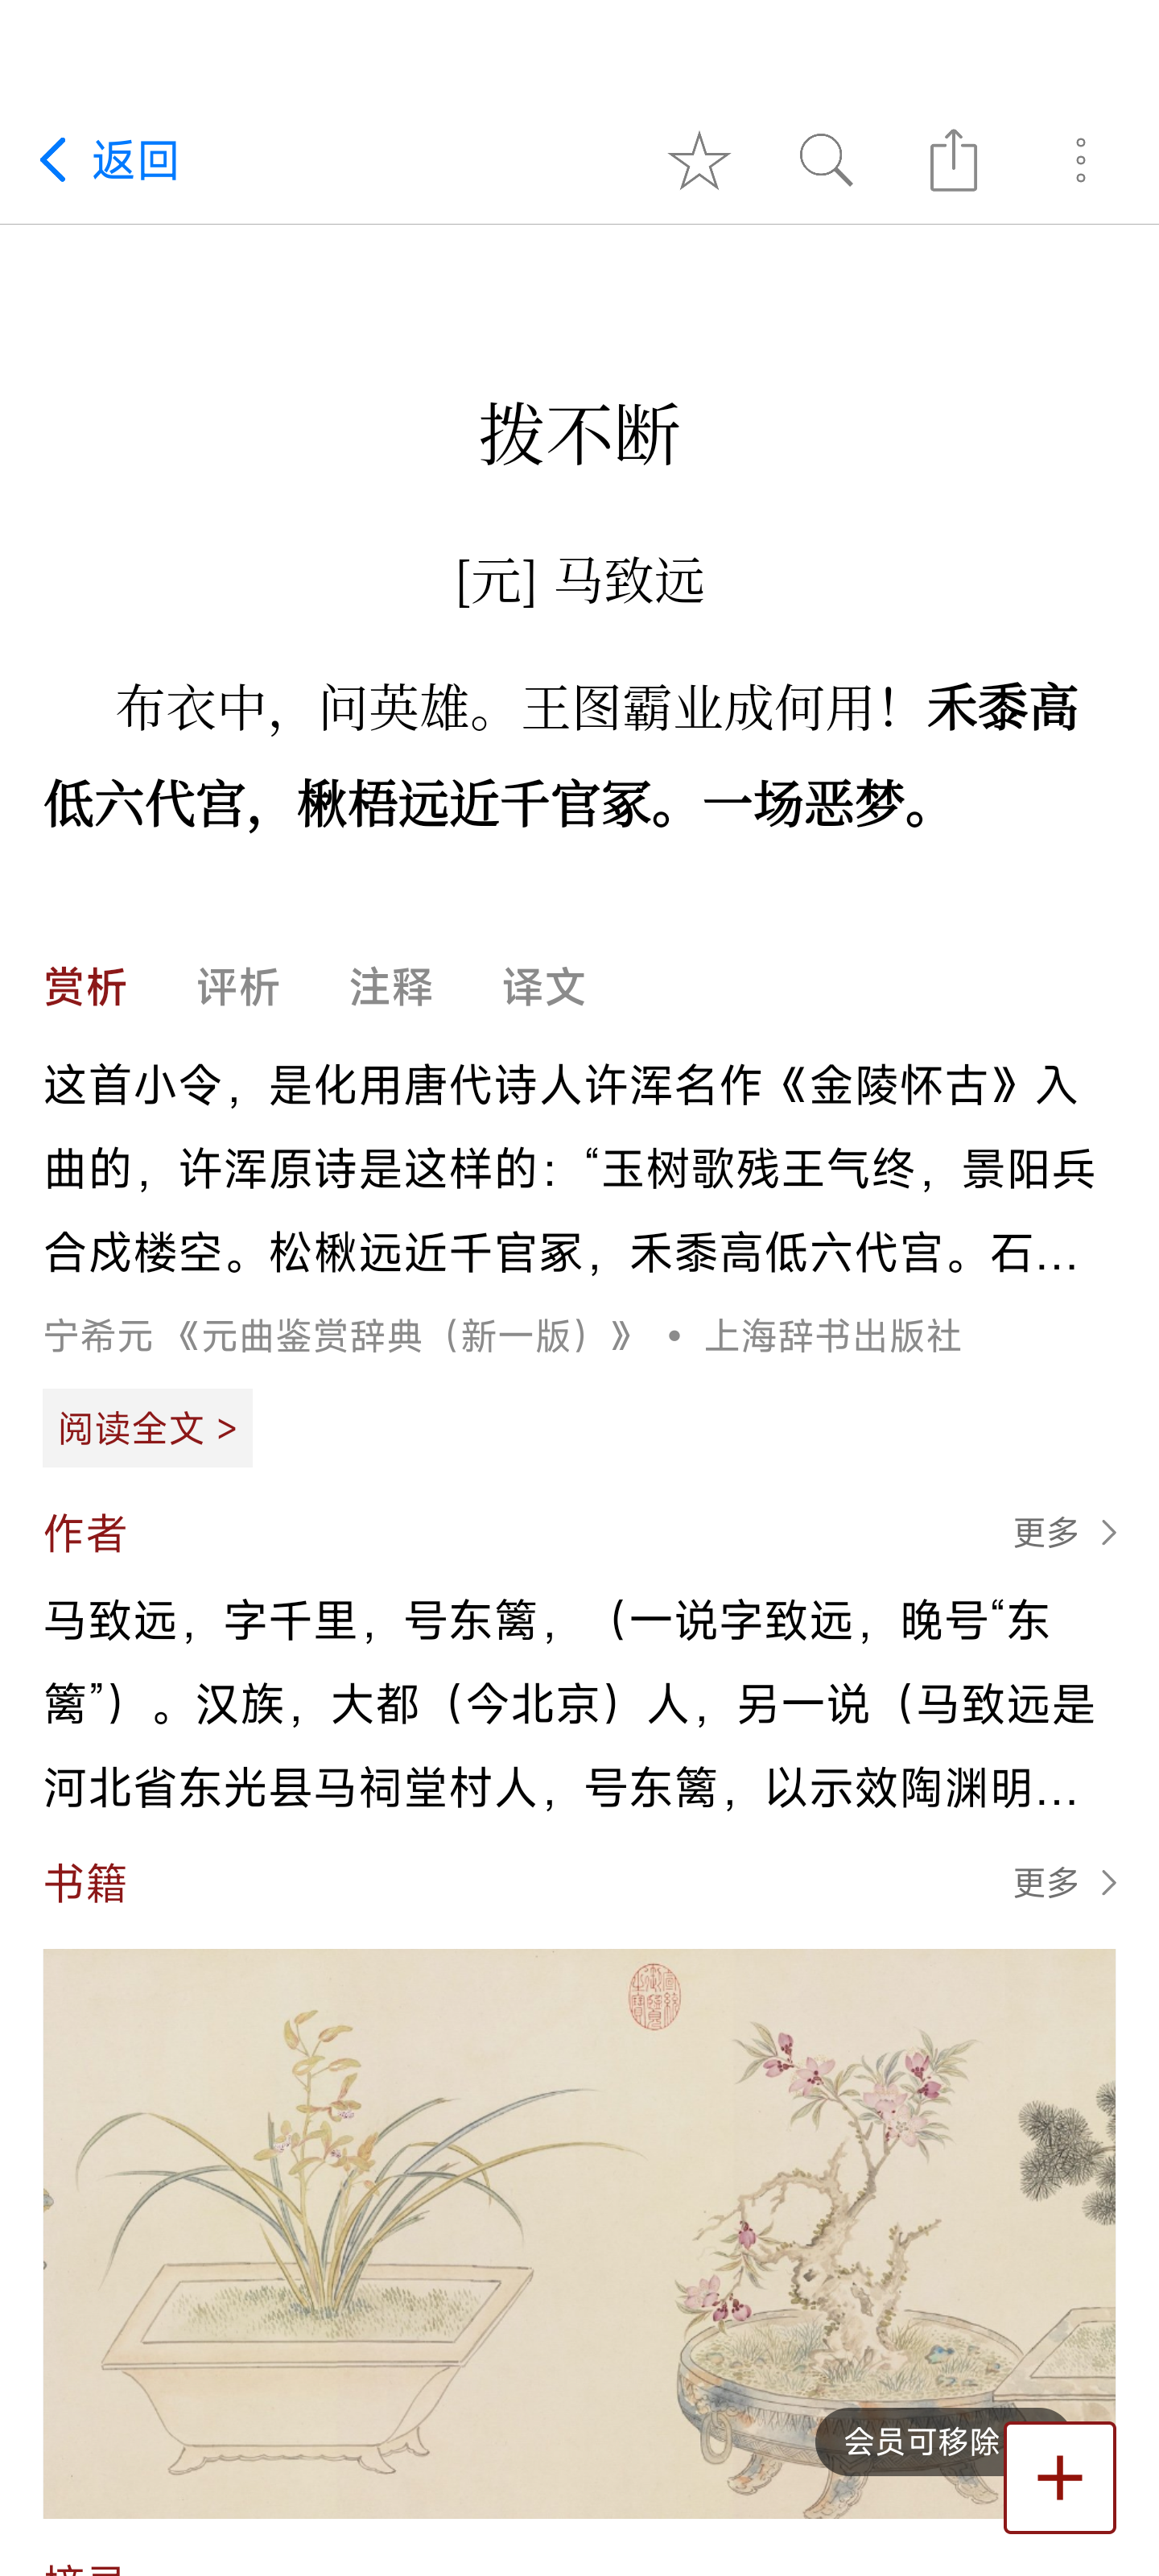 返回
拨不断
[元] 马致远
布衣中，问英雄。王图霸业成何用！禾黍高
低六代宫，楸梧远近千官冢。一场恶梦。
赏析 评析 注释 译文
这首小令，是化用唐代诗人许浑名作《金陵怀古》入
曲的，许浑原诗是这样的：“玉树歌残王气终，景阳兵
合戍楼空。松楸远近千官冢，禾黍高低六代宫。石...
宁希元 《元曲鉴赏辞典（新一版）》 • 上海辞书出版社
阅读全文 >
作者 更多
马致远，字千里，号东篱，（一说字致远，晚号“东
篱”）。汉族，大都（今北京）人，另一说（马致远是
河北省东光县马祠堂村人，号东篱，以示效陶渊明...
书籍 更多
会员可移除